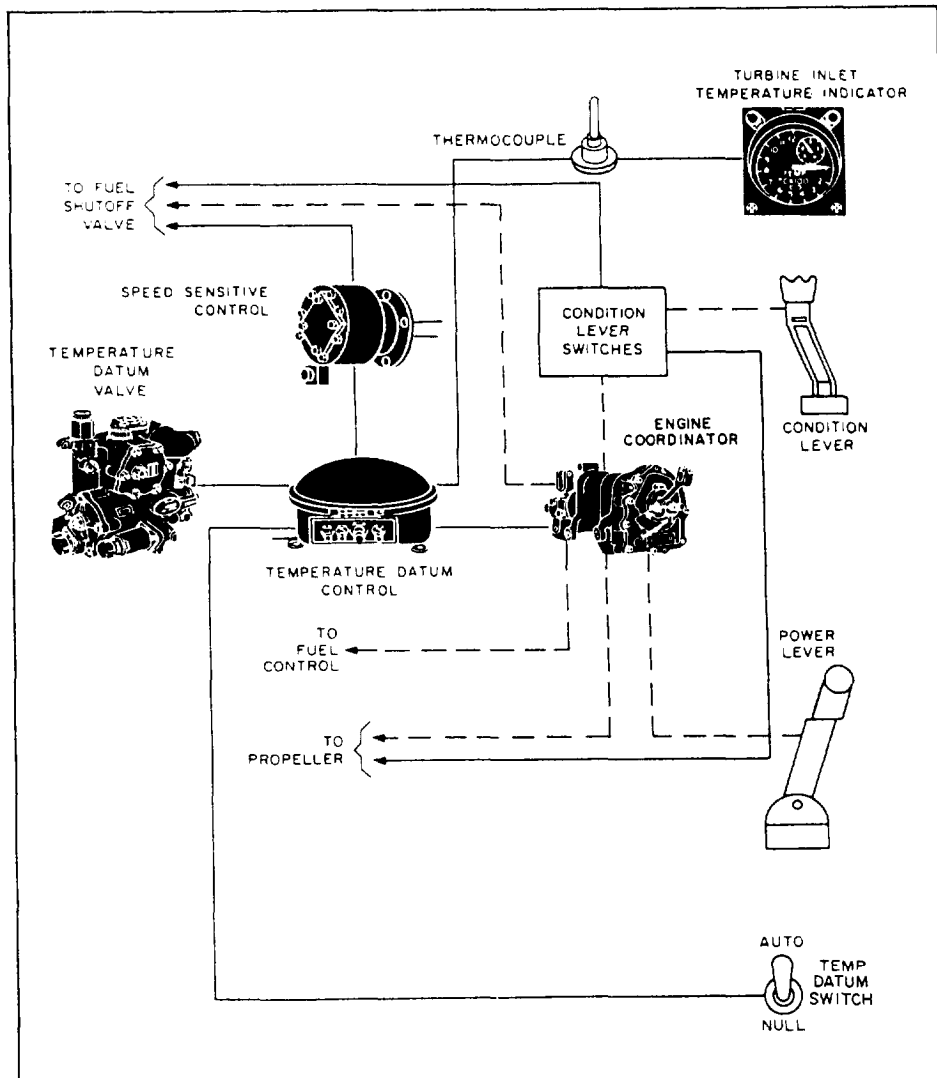 TURBINE INLET
TEMPERATURE INDICATOR
THERMOCOUPLE
TO FUEL
SHUTOFF
VALVE
SPEED SENSITIVE
CONTROL
CONDITION
LEVER
SWITCHES
TEMPERATURE
DATUM
VALVE
ENGINE
COORDINATOR
CONDITION
LEVER
TEMPERATURE DATUM
CONTROL
TO
FUEL
CONTROL
POWER
LEVER
TO
PROPELLER
AUTO
TEMP
DATUM
SWITCH
NULL